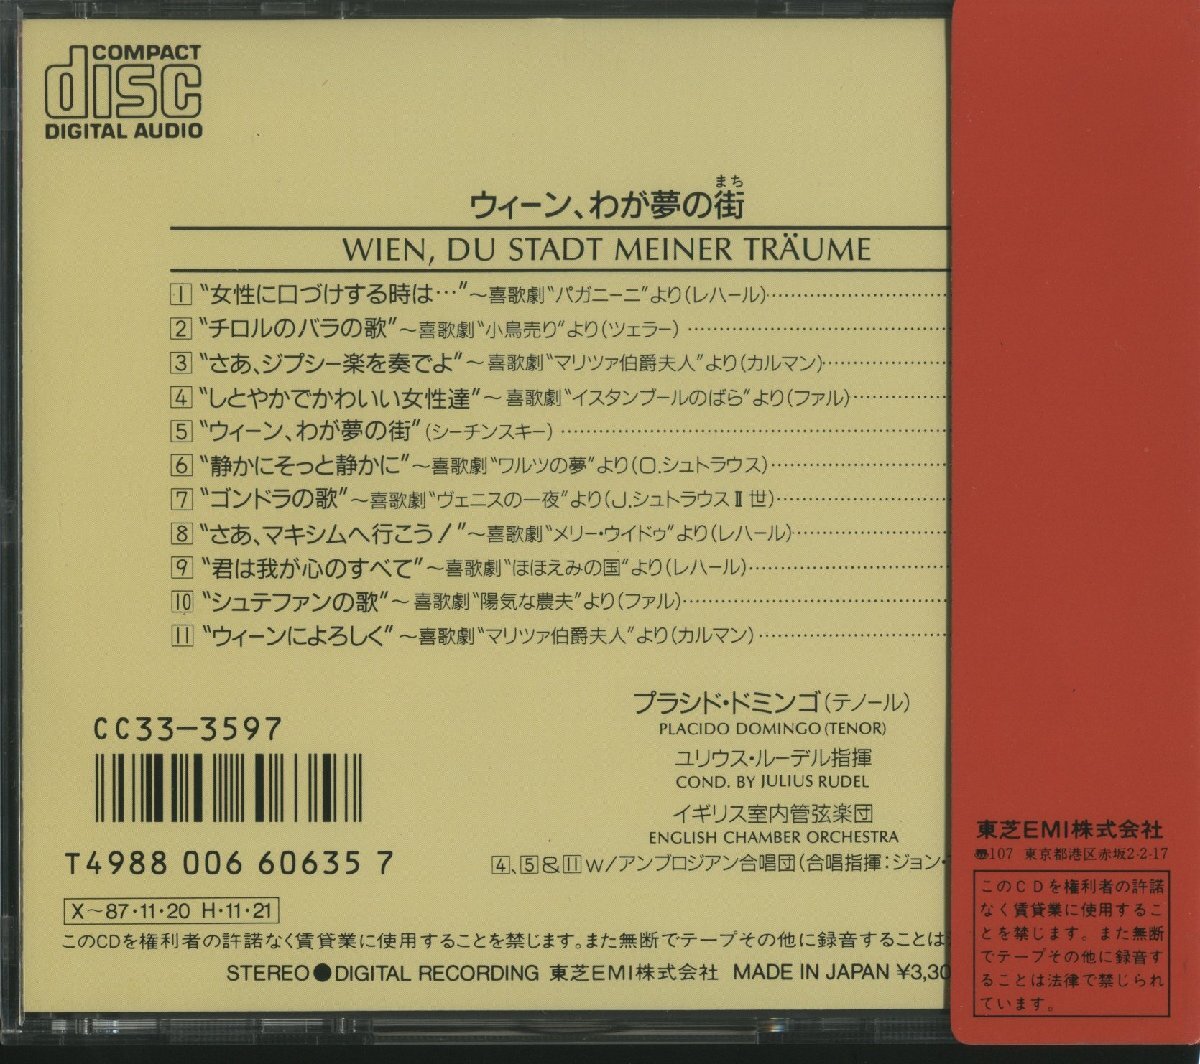 COMPACT
disc
DIGITAL AUDIO
まち
ウィーン、わが夢の街
WIEN, DU STADT MEINER TRÄUME
1 “女性に口づけする時は…”～喜歌劇“パガニーニ”より(レハール)
2 “チロルのバラの歌”～喜歌劇“小鳥売り”より(ツェラー)
3 “さあ、ジプシー楽を奏でよ”～喜歌劇“マリツァ伯爵夫人”より(カルマン)
4 “しとやかでかわいい女性達”～喜歌劇“イスタンブールのばら”より(ファル)
5 “ウィーン、わが夢の街”(シーチンスキー)
6 “静かにそっと静かに”～喜歌劇“ワルツの夢”より(O.シュトラウス)
7 “ゴンドラの歌”～喜歌劇“ヴェニスの一夜”より(J.シュトラウスⅡ世)
8 “さあ、マキシムへ行こう！”～喜歌劇“メリー・ウイドゥ”より(レハール)
9 “君は我が心のすべて”～喜歌劇“ほほえみの国”より(レハール)
10 “シュテファンの歌”～喜歌劇“陽気な農夫”より(ファル)
11 “ウィーンによろしく”～喜歌劇“マリツァ伯爵夫人”より(カルマン)
プラシド・ドミンゴ(テノール)
PLACIDO DOMINGO (TENOR)
ユリウス・ルーデル指揮
COND. BY JULIUS RUDEL
イギリス室内管弦楽団
ENGLISH CHAMBER ORCHESTRA
4、5&11 w/アンブロジアン合唱団(合唱指揮：ジョン・
CC33-3597
T4988 006 60635 7
X～87・11・20 H・11・21
このCDを権利者の許諾なく賃貸業に使用することを禁じます。また無断でテープその他に録音することは
STEREO●DIGITAL RECORDING 東芝EMI株式会社 MADE IN JAPAN ¥3,30
東芝EMI株式会社
〠107 東京都港区赤坂2-2-17
このCDを権利者の許諾
なく賃貸業に使用するこ
とを禁じます。また無断
でテープその他に録音す
ることは法律で禁じられ
ています。